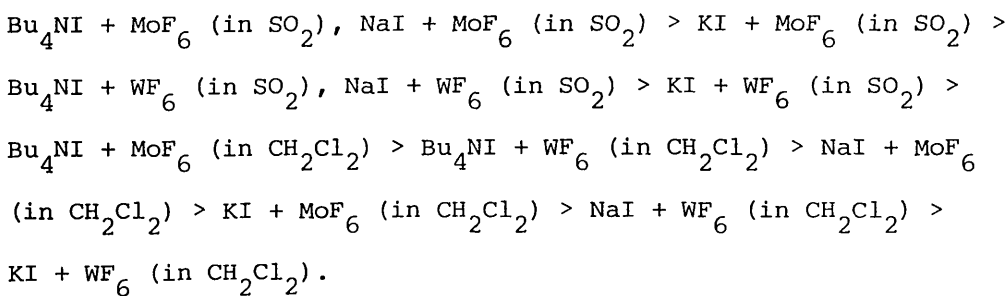 Bu₄NI + MoF₆ (in SO₂), NaI + MoF₆ (in SO₂) > KI + MoF₆ (in SO₂) >
Bu₄NI + WF₆ (in SO₂), NaI + WF₆ (in SO₂) > KI + WF₆ (in SO₂) >
Bu₄NI + MoF₆ (in CH₂Cl₂) > Bu₄NI + WF₆ (in CH₂Cl₂) > NaI + MoF₆
(in CH₂Cl₂) > KI + MoF₆ (in CH₂Cl₂) > NaI + WF₆ (in CH₂Cl₂) >
KI + WF₆ (in CH₂Cl₂).